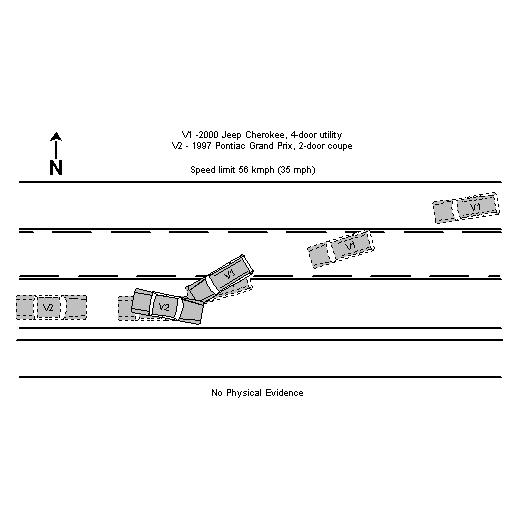 V1 -2000 Jeep Cherokee, 4-door utility
V2 - 1997 Pontiac Grand Prix, 2-door coupe
N
Speed limit 56 kmph (35 mph)
V1
V1
V1
V2
V2
No Physical Evidence